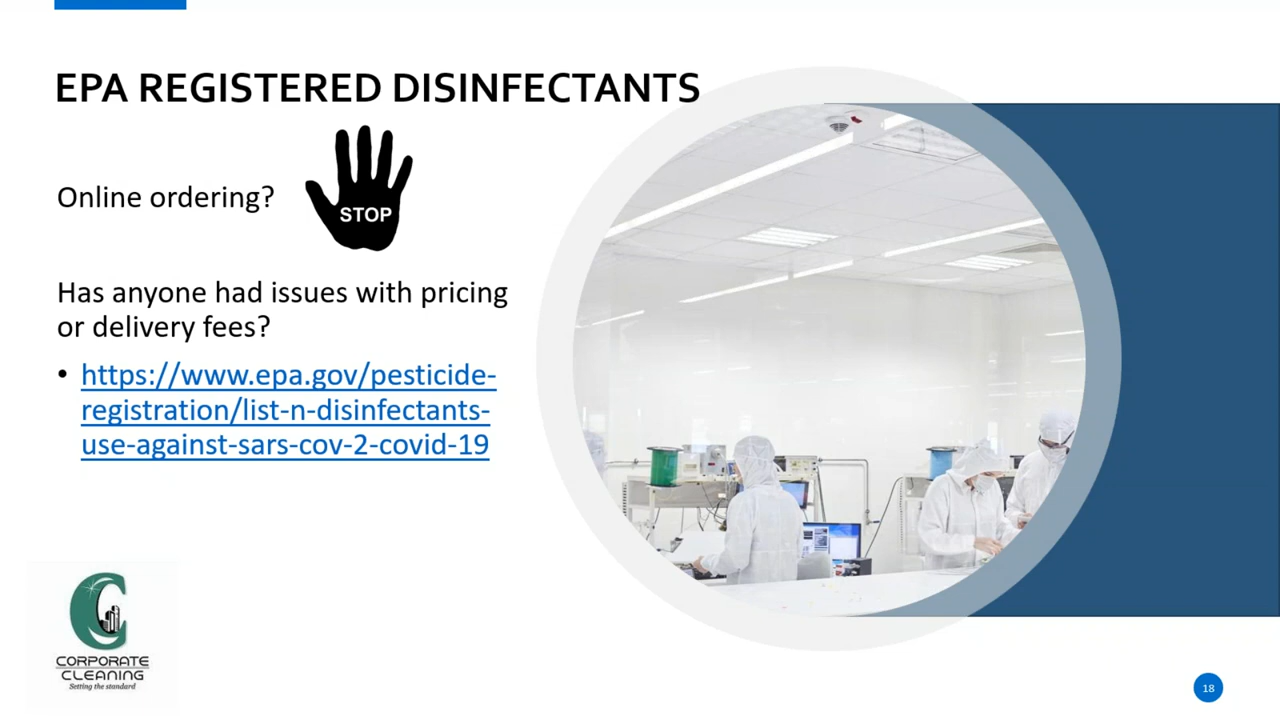 EPA REGISTERED DISINFECTANTS
Online ordering?
STOP
Has anyone had issues with pricing
or delivery fees?
• https://www.epa.gov/pesticide-
registration/list-n-disinfectants-
use-against-sars-cov-2-covid-19
CORPORATE
CLEANING
Setting the standard
18